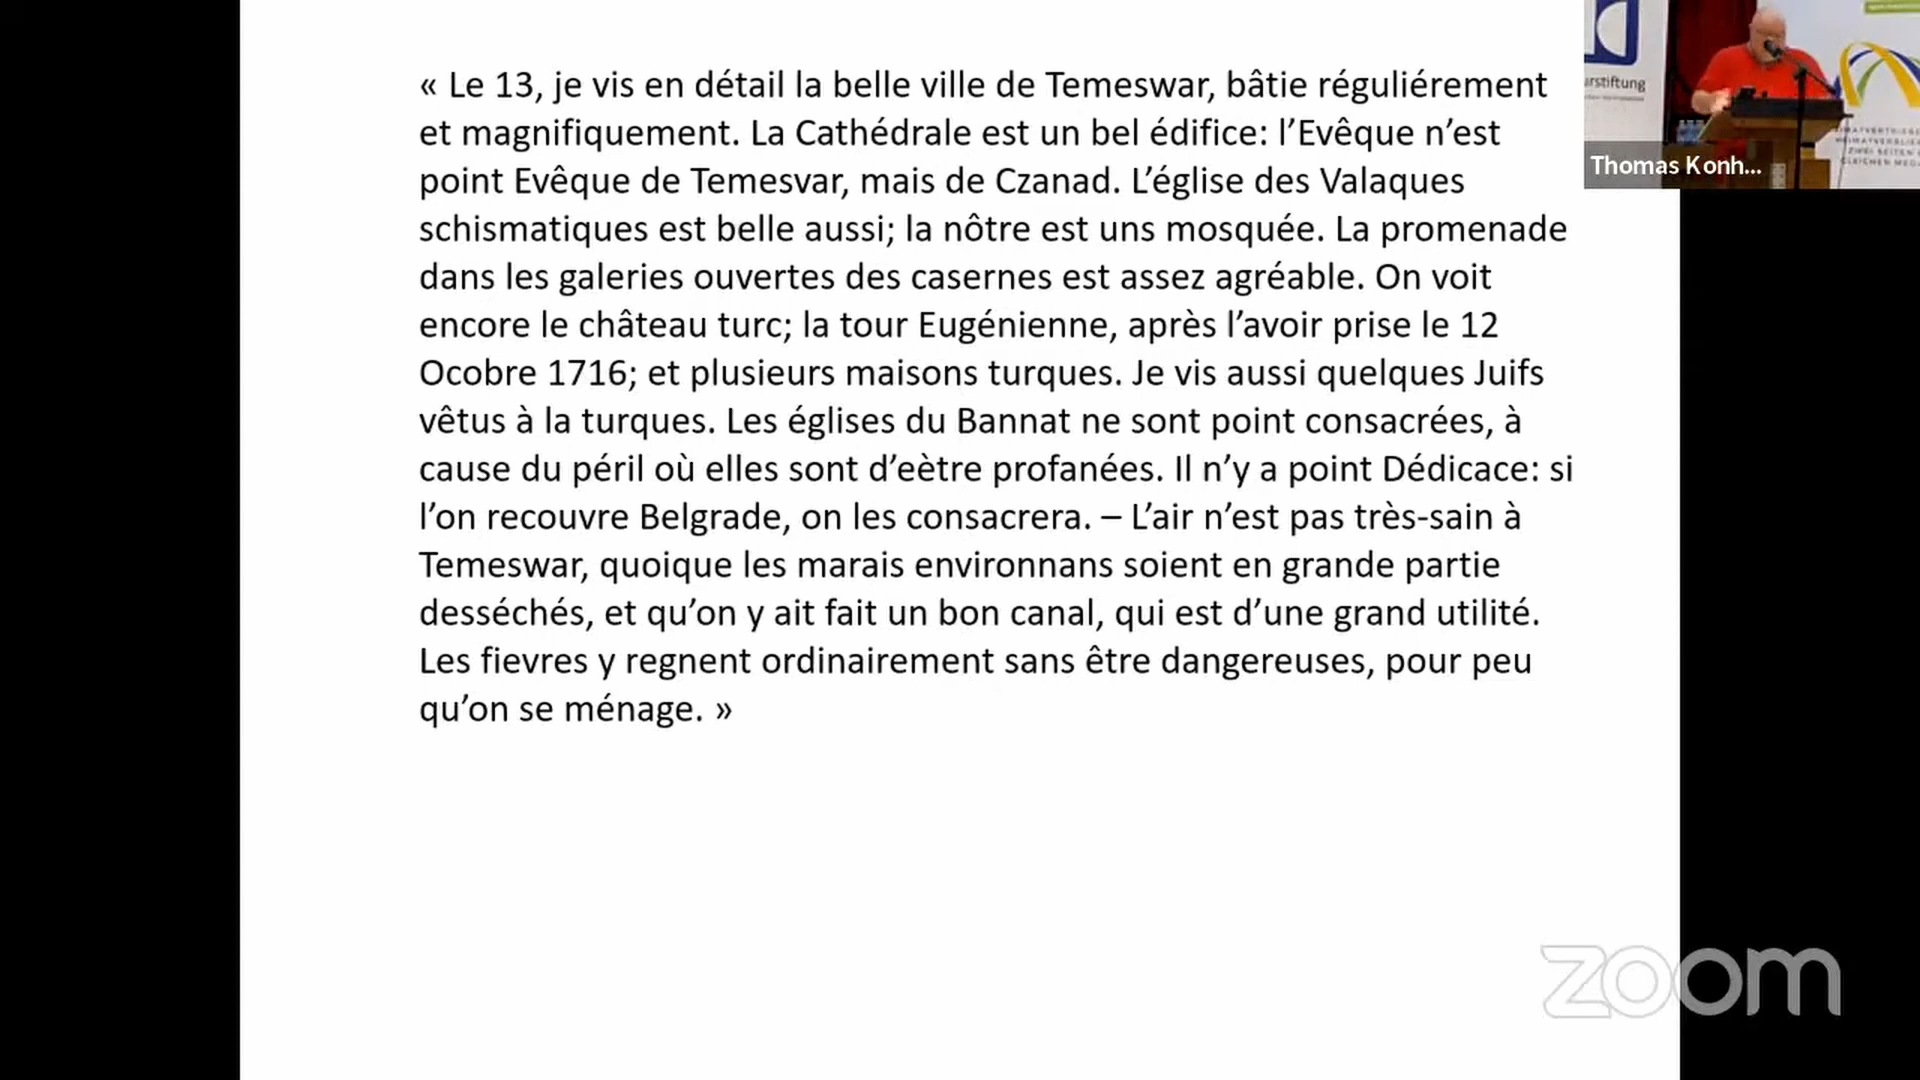 « Le 13, je vis en détail la belle ville de Temeswar, bâtie réguliérement
et magnifiquement. La Cathédrale est un bel édifice: l’Evêque n’est
point Evêque de Temesvar, mais de Czanad. L’église des Valaques
schismatiques est belle aussi; la nôtre est uns mosquée. La promenade
dans les galeries ouvertes des casernes est assez agréable. On voit
encore le château turc; la tour Eugénienne, après l’avoir prise le 12
Ocobre 1716; et plusieurs maisons turques. Je vis aussi quelques Juifs
vêtus à la turques. Les églises du Bannat ne sont point consacrées, à
cause du péril où elles sont d’eètre profanées. Il n’y a point Dédicace: si
l’on recouvre Belgrade, on les consacrera. – L’air n’est pas très-sain à
Temeswar, quoique les marais environnans soient en grande partie
desséchés, et qu’on y ait fait un bon canal, qui est d’une grand utilité.
Les fievres y regnent ordinairement sans être dangereuses, pour peu
qu’on se ménage. »
urstiftung
ZWEI SEITEN
GLEICHEN MED
Thomas Konh...
zoom